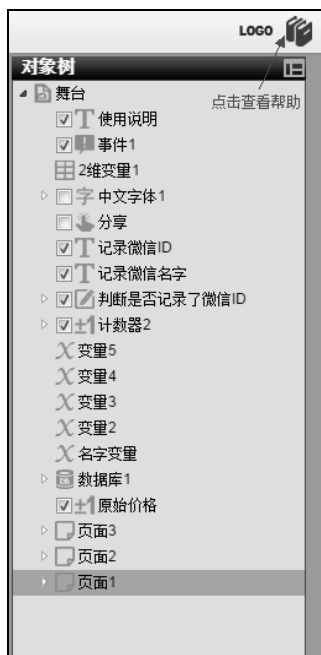 LOGO
对象树
点击查看帮助
舞台
使用说明
事件1
2维变量1
中文字体1
分享
记录微信ID
记录微信名字
判断是否记录了微信ID
计数器2
变量5
变量4
变量3
变量2
名字变量
数据库1
原始价格
页面3
页面2
页面1